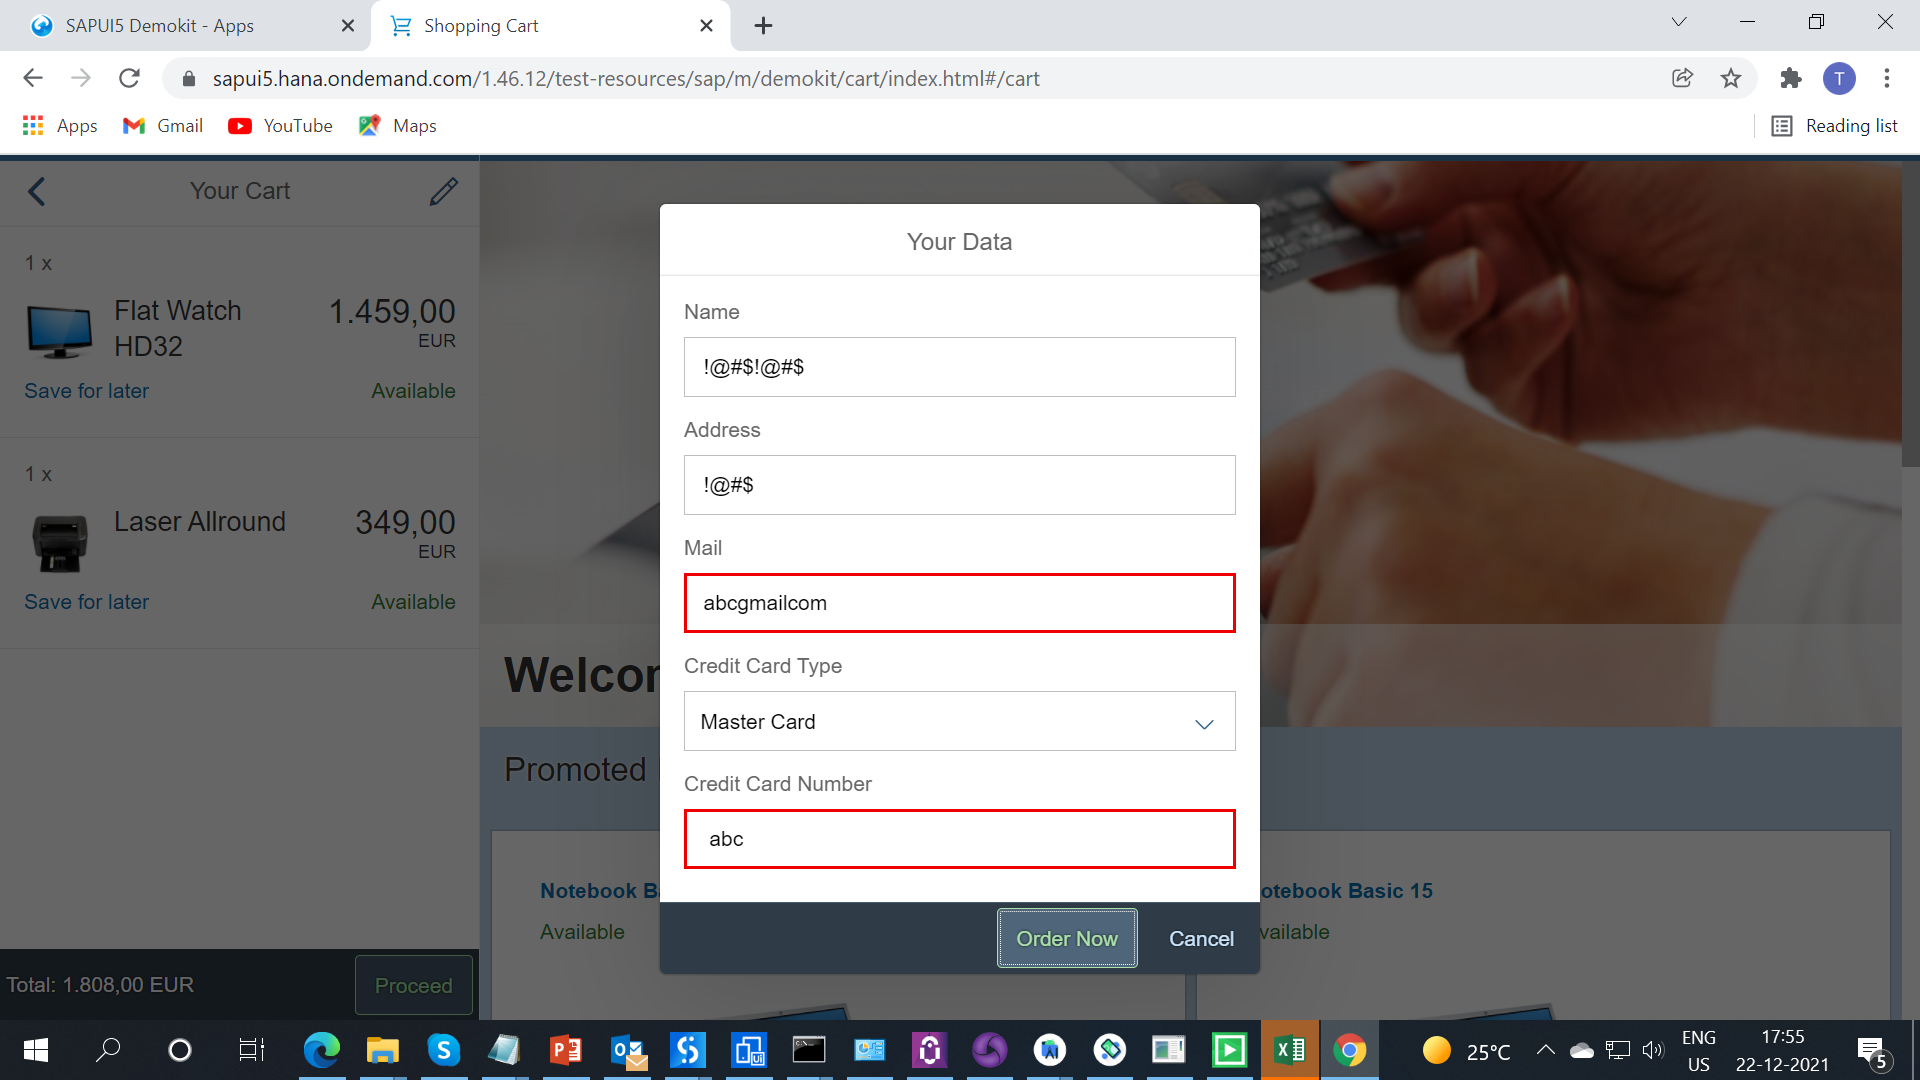 SAPUI5 Demokit - Apps
Shopping Cart
sapui5.hana.ondemand.com/1.46.12/test-resources/sap/m/demokit/cart/index.html#/cart
T
Apps
Gmail
YouTube
Maps
Reading list
Your Cart
1 x
Flat Watch
HD32
1.459,00
EUR
Save for later
Available
1 x
Laser Allround
349,00
EUR
Save for later
Available
Total: 1.808,00 EUR
Proceed
Your Data
Name
!@#$!@#$
Address
!@#$
Mail
abcgmailcom
Credit Card Type
Master Card
Credit Card Number
abc
Order Now
Cancel
Promoted
Notebook
Available
otebook Basic 15
vailable
25°C
ENG
US
17:55
22-12-2021
5